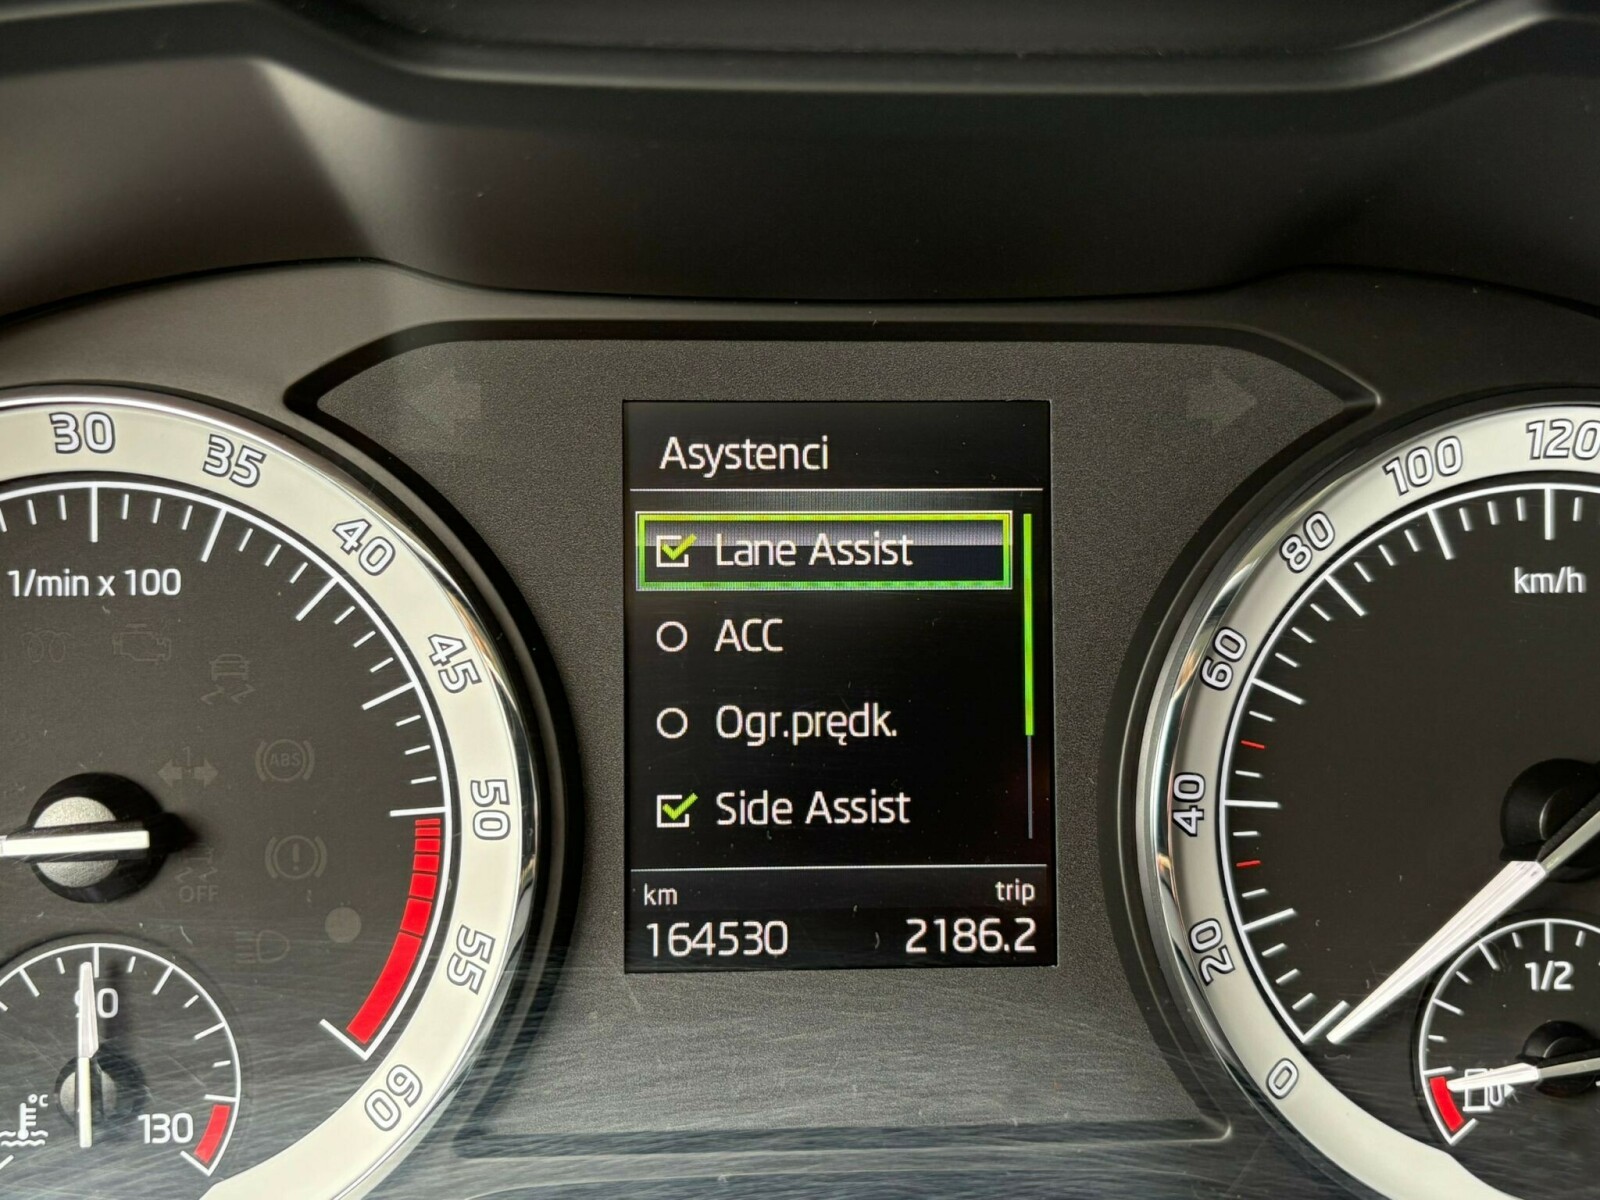 Asystenci
Lane Assist
ACC
Ogr.prędk.
Side Assist
km
trip
164530
2186.2
30
35
40
45
50
55
60
1/min x 100
ABS
OFF
90
130
°C
120
100
80
60
40
20
0
km/h
1/2